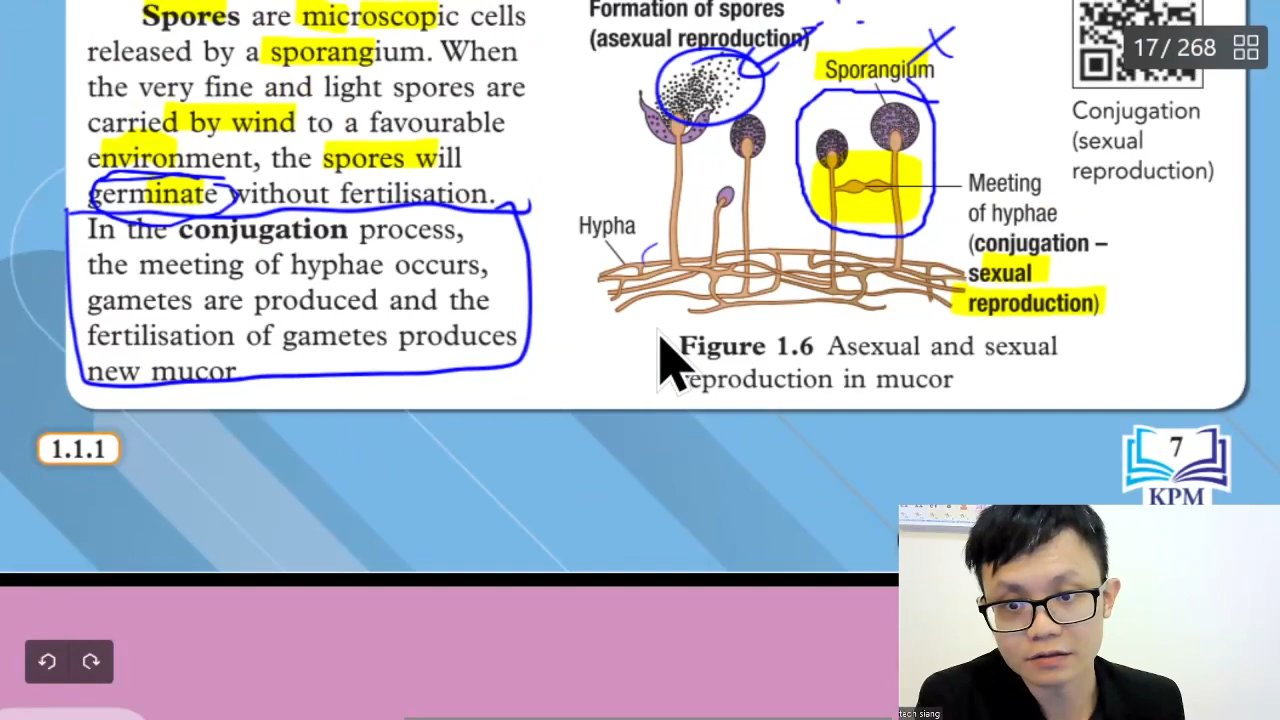 Spores are microscopic cells
released by a sporangium. When
the very fine and light spores are
carried by wind to a favourable
environment, the spores will
germinate without fertilisation.
In the conjugation process,
the meeting of hyphae occurs,
gametes are produced and the
fertilisation of gametes produces
new mucor
Formation of spores
(asexual reproduction)
Sporangium
Hypha
Meeting
of hyphae
(conjugation –
sexual
reproduction)
Figure 1.6 Asexual and sexual
reproduction in mucor
17 / 268
Conjugation
(sexual
reproduction)
1.1.1
7
KPM
tech siang